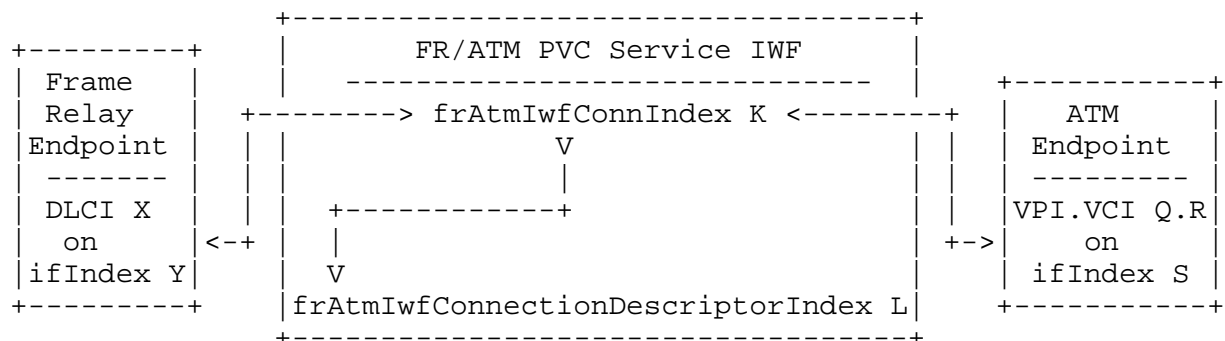 +----------------------------------------+
+---------+      |        FR/ATM PVC Service IWF       |
| Frame   |      |   ------------------------------   |   +-----------+
| Relay   |  +--------> frAtmIwfConnIndex K <--------+   |   ATM     |
|Endpoint |  |   |                V                  |  |   | Endpoint  |
| ------- |  |   |                |                  |  |   | --------- |
| DLCI X  |  |   |  +-------------+                  |  |   |VPI.VCI Q.R|
|  on     |<-+   |  |                                |  +->|    on     |
|ifIndex Y|      |  V                                |      | ifIndex S |
+---------+      |frAtmIwfConnectionDescriptorIndex L|      +-----------+
                      +----------------------------------------+